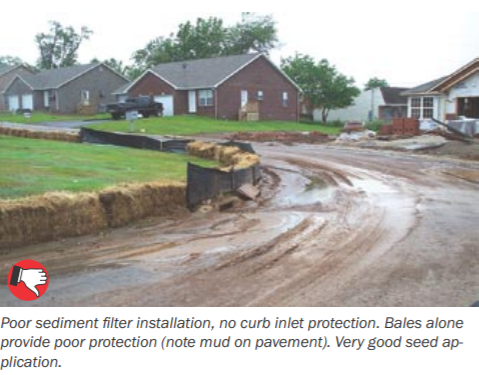 Poor sediment filter installation, no curb inlet protection. Bales alone
provide poor protection (note mud on pavement). Very good seed ap-
plication.